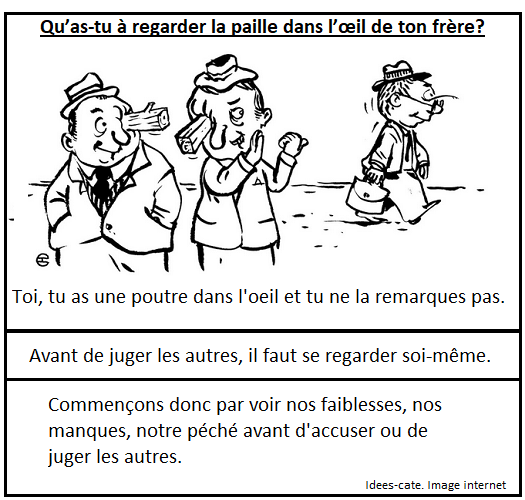 Qu’as-tu à regarder la paille dans l’œil de ton frère?
Toi, tu as une poutre dans l'oeil et tu ne la remarques pas.
Avant de juger les autres, il faut se regarder soi-même.
Commençons donc par voir nos faiblesses, nos
manques, notre péché avant d'accuser ou de
juger les autres.
Idees-cate. Image internet